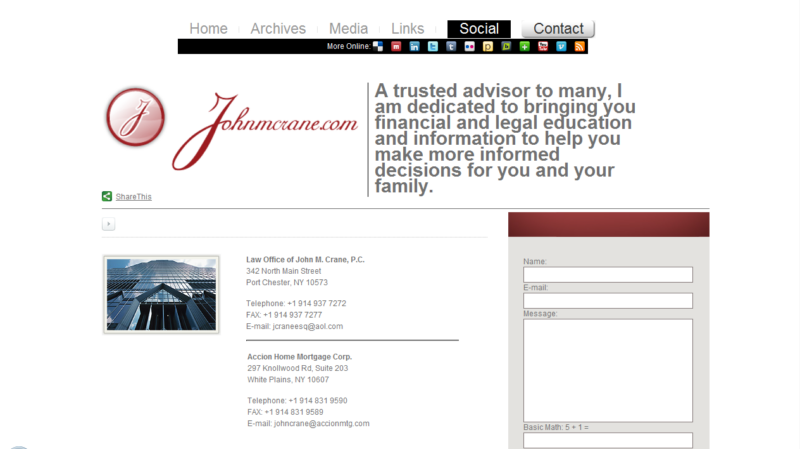 Home Archives Media Links Social Contact
More Online:
Johnmcrane.com
A trusted advisor to many, I
am dedicated to bringing you
financial and legal education
and information to help you
make more informed
decisions for you and your
family.
ShareThis
Law Office of John M. Crane, P.C.
342 North Main Street
Port Chester, NY 10573
Telephone: +1 914 937 7272
FAX: +1 914 937 7277
E-mail: jcraneesq@aol.com
Accion Home Mortgage Corp.
297 Knollwood Rd, Suite 203
White Plains, NY 10607
Telephone: +1 914 831 9590
FAX: +1 914 831 9589
E-mail: johncrane@accionmtg.com
Name:
E-mail:
Message:
Basic Math: 5 + 1 =